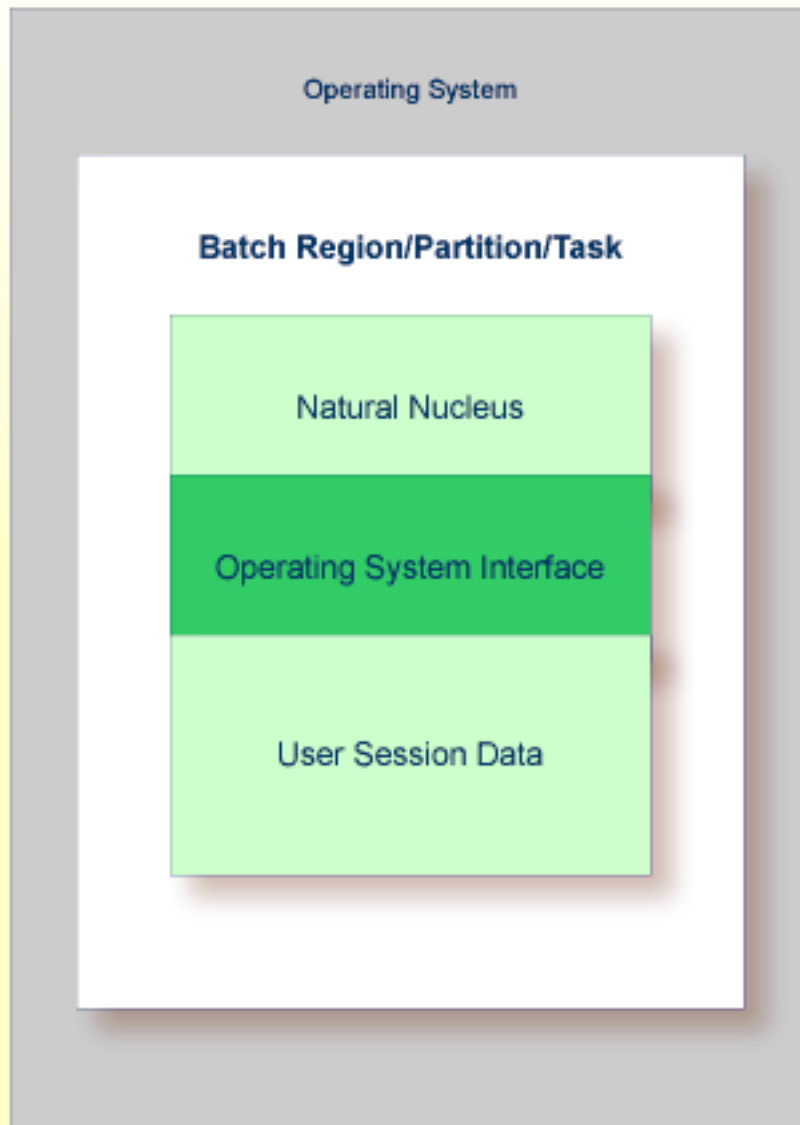 Operating System
Batch Region/Partition/Task
Natural Nucleus
Operating System Interface
User Session Data